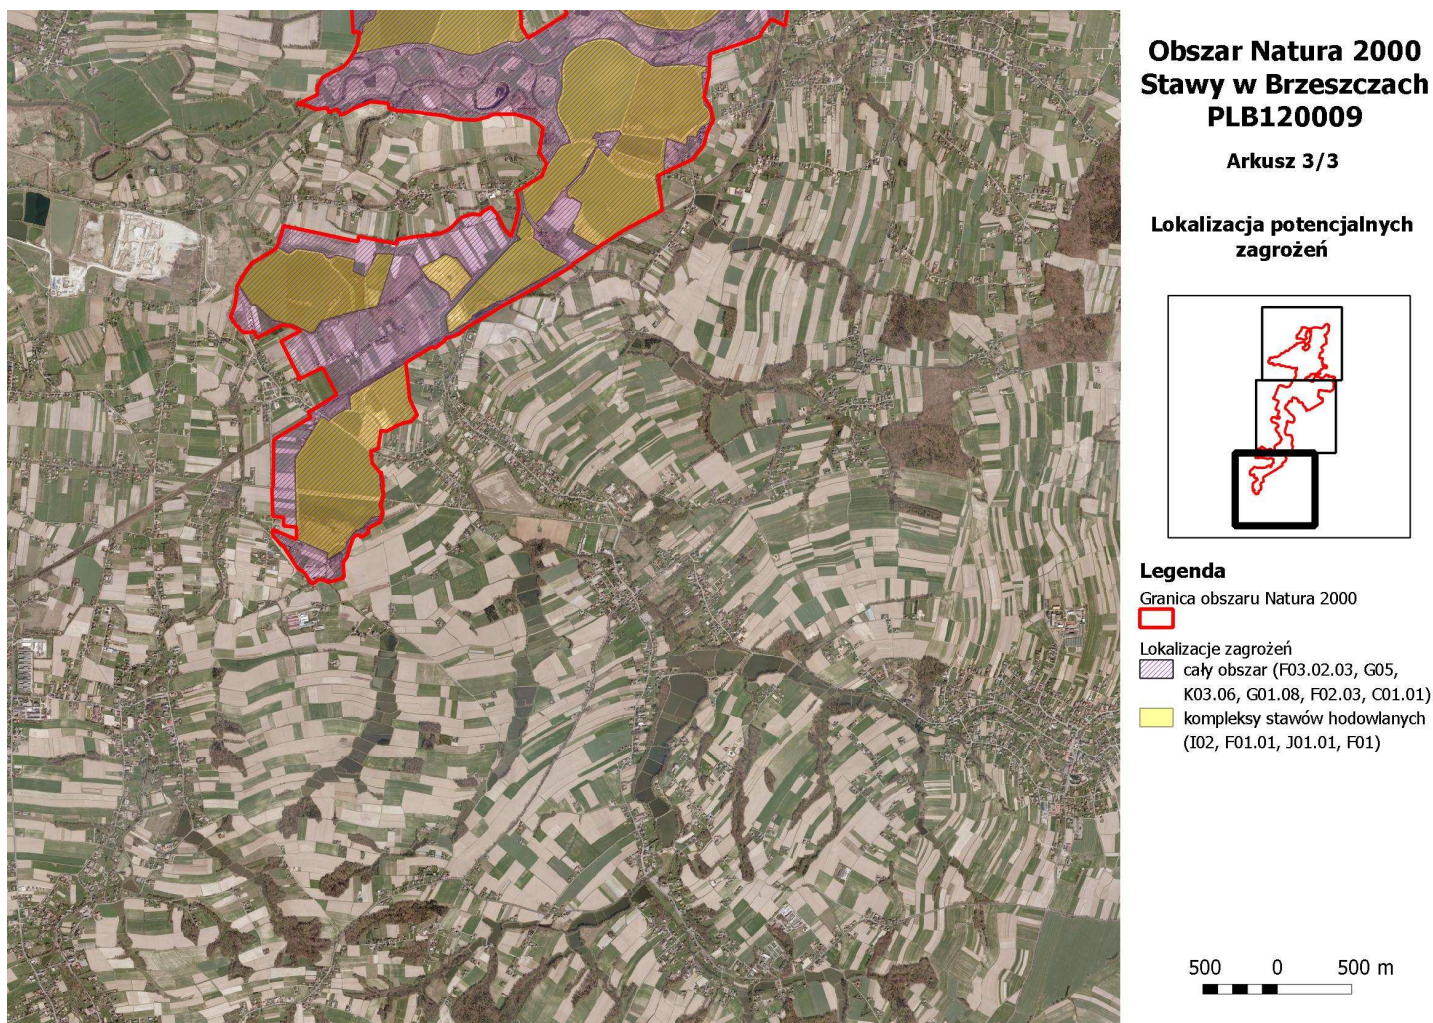 Obszar Natura 2000
Stawy w Brzeszczach
PLB120009
Arkusz 3/3
Lokalizacja potencjalnych
zagrożeń
Legenda
Granica obszaru Natura 2000
Lokalizacje zagrożeń
cały obszar (F03.02.03, G05,
K03.06, G01.08, F02.03, C01.01)
kompleksy stawów hodowlanych
(I02, F01.01, J01.01, F01)
500 0 500 m